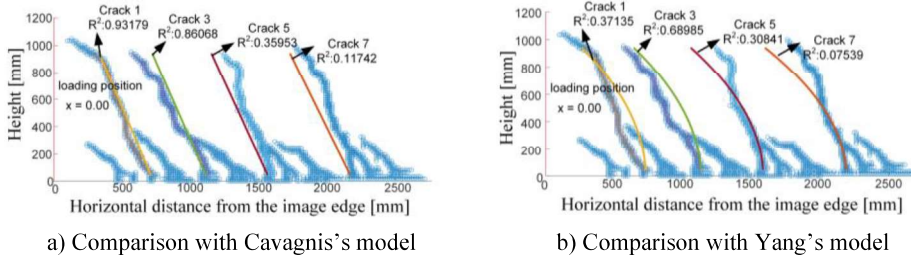 1200
Crack 1
R²:0.93179
Crack 3
R²:0.86068
Crack 5
R²:0.35953
Crack 7
R²:0.11742
1000
800
600
400
200
0
Height [mm]
loading position
x = 0.00
0 500 1000 1500 2000 2500
Horizontal distance from the image edge [mm]
a) Comparison with Cavagnis's model
1200
Crack 1
R²:0.37135
Crack 3
R²:0.68985
Crack 5
R²:0.30841
Crack 7
R²:0.07539
1000
800
600
400
200
0
Height [mm]
loading position
x = 0.00
0 500 1000 1500 2000 2500
Horizontal distance from the image edge [mm]
b) Comparison with Yang's model